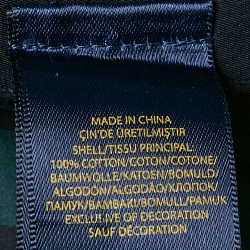 MADE IN CHINA
ÇİN'DE ÜRETİLMİŞTİR
SHELL/TISSU PRINCIPAL
100% COTTON/COTON/COTONE/
BAUMWOLLE/KATOEN/BOMULD/
ALGODÓN/ALGODÃO/ХЛОПОК/
ПАМУК/BAMBAKI/BOMULL/PAMUK
EXCLUSIVE OF DECORATION
SAUF DÉCORATION